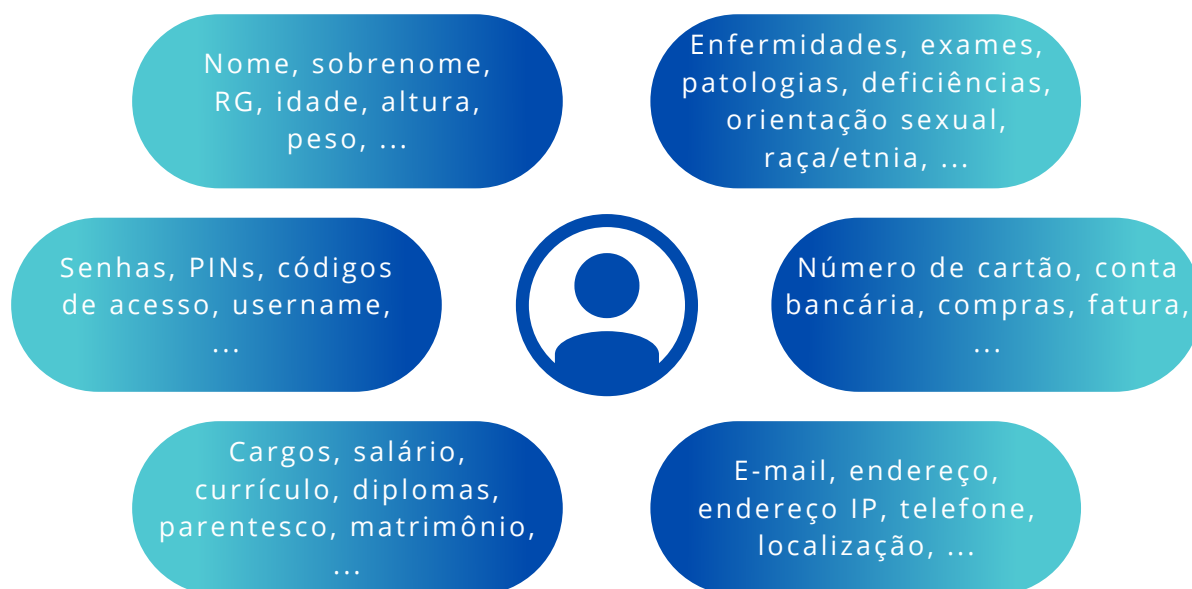 Nome, sobrenome,
RG, idade, altura,
peso, ...
Enfermidades, exames,
patologias, deficiências,
orientação sexual,
raça/etnia, ...
Senhas, PINs, códigos
de acesso, username,
...
Número de cartão, conta
bancária, compras, fatura,
...
Cargos, salário,
currículo, diplomas,
parentesco, matrimônio,
...
E-mail, endereço,
endereço IP, telefone,
localização, ...